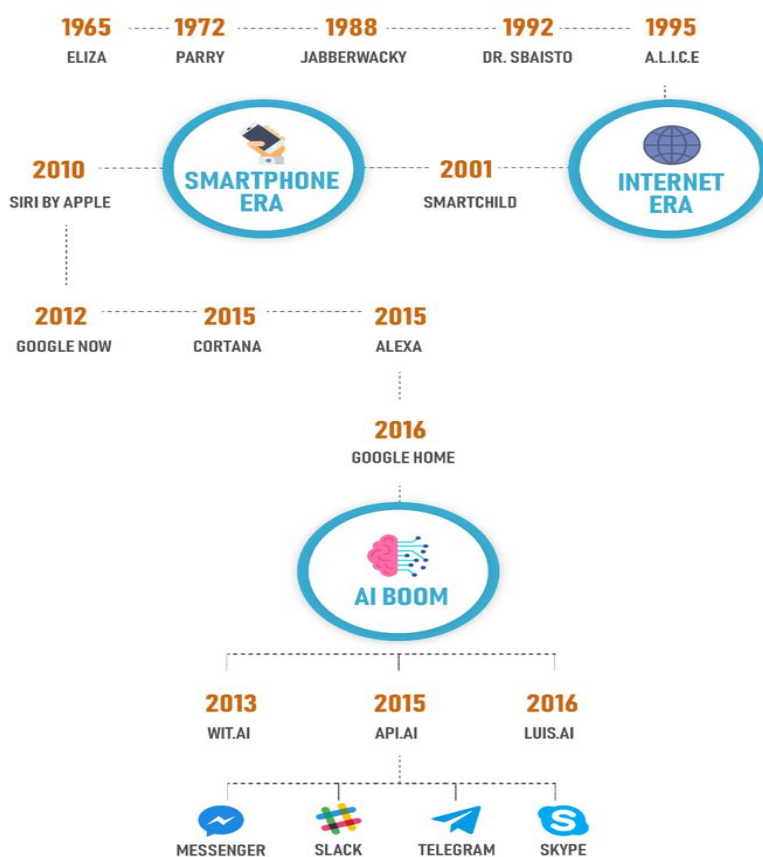 1965 1972 1988 1992 1995
ELIZA PARRY JABBERWACKY DR. SBAISTO A.L.I.C.E
SMARTPHONE
ERA
INTERNET
ERA
2010 2001
SIRI BY APPLE SMARTCHILD
2012 2015 2015
GOOGLE NOW CORTANA ALEXA
2016
GOOGLE HOME
AI BOOM
2013 2015 2016
WIT.AI API.AI LUIS.AI
MESSENGER SLACK TELEGRAM SKYPE